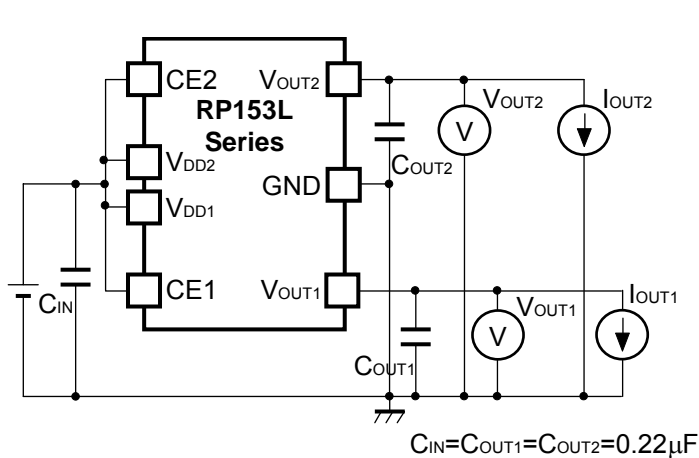 CE2
VOUT2
RP153L
Series
VDD2
GND
VDD1
CE1
VOUT1
CIN
COUT2
V
VOUT2
IOUT2
COUT1
V
VOUT1
IOUT1
CIN=COUT1=COUT2=0.22μF